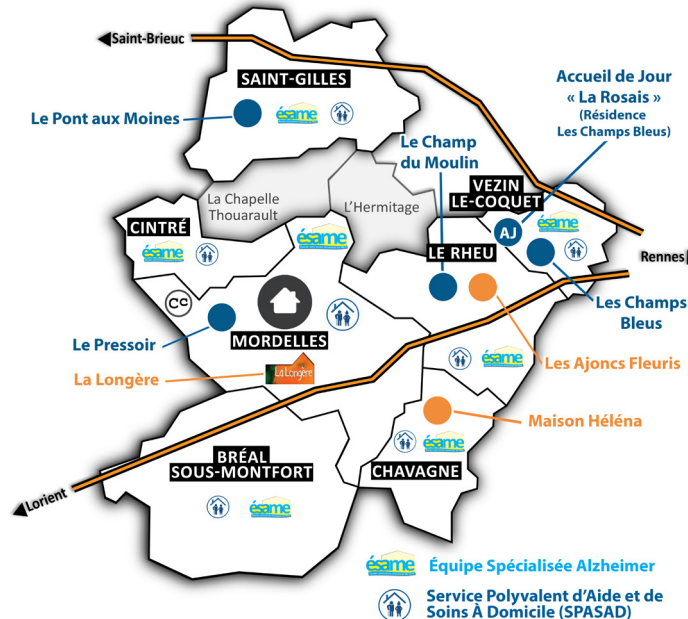 Saint-Brieuc
SAINT-GILLES
Le Pont aux Moines
ésame
Accueil de Jour
« La Rosais »
(Résidence
Les Champs Bleus)
Le Champ
du Moulin
La Chapelle
Thouarault
L'Hermitage
VEZIN
LE-COQUET
CINTRÉ
ésame
ésame
AJ
ésame
LE RHEU
Rennes
Cc
Les Champs
Bleus
Le Pressoir
MORDELLES
La Longère
La Longère
Les Ajoncs Fleuris
ésame
Maison Héléna
ésame
BRÉAL
SOUS-MONTFORT
CHAVAGNE
Lorient
ésame
ésame
Équipe Spécialisée Alzheimer
Service Polyvalent d'Aide et de
Soins À Domicile (SPASAD)